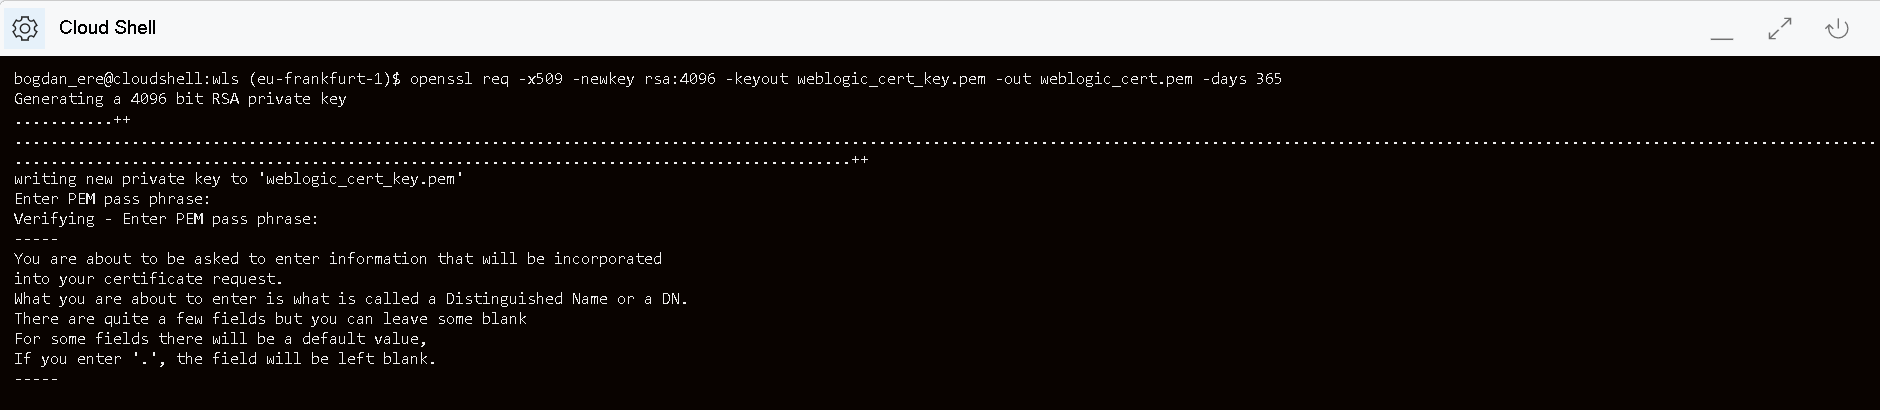 Cloud Shell
bogdan_ere@cloudshell:wls (eu-frankfurt-1)$ openssl req -x509 -newkey rsa:4096 -keyout weblogic_cert_key.pem -out weblogic_cert.pem -days 365
Generating a 4096 bit RSA private key
...........++
...............................................................................................................................................................................................................
.............................................................................................++
writing new private key to 'weblogic_cert_key.pem'
Enter PEM pass phrase:
Verifying - Enter PEM pass phrase:
-----
You are about to be asked to enter information that will be incorporated
into your certificate request.
What you are about to enter is what is called a Distinguished Name or a DN.
There are quite a few fields but you can leave some blank
For some fields there will be a default value,
If you enter '.', the field will be left blank.
-----